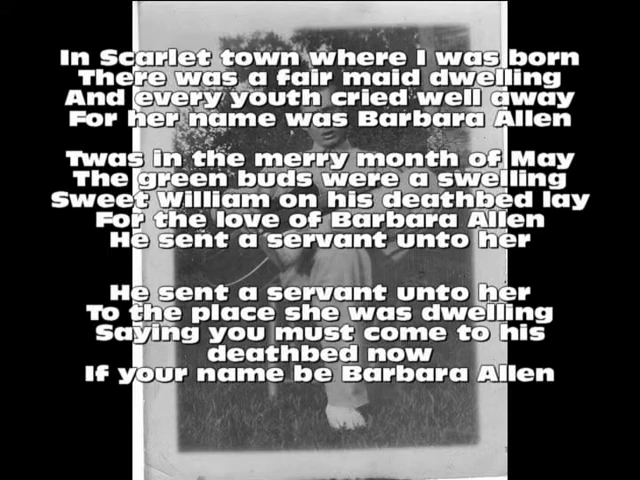 In Scarlet town where I was born
There was a fair maid dwelling
And every youth cried well away
For her name was Barbara Allen
Twas in the merry month of May
The green buds were a swelling
Sweet William on his deathbed lay
For the love of Barbara Allen
He sent a servant unto her
He sent a servant unto her
To the place she was dwelling
Saying you must come to his
deathbed now
If your name be Barbara Allen